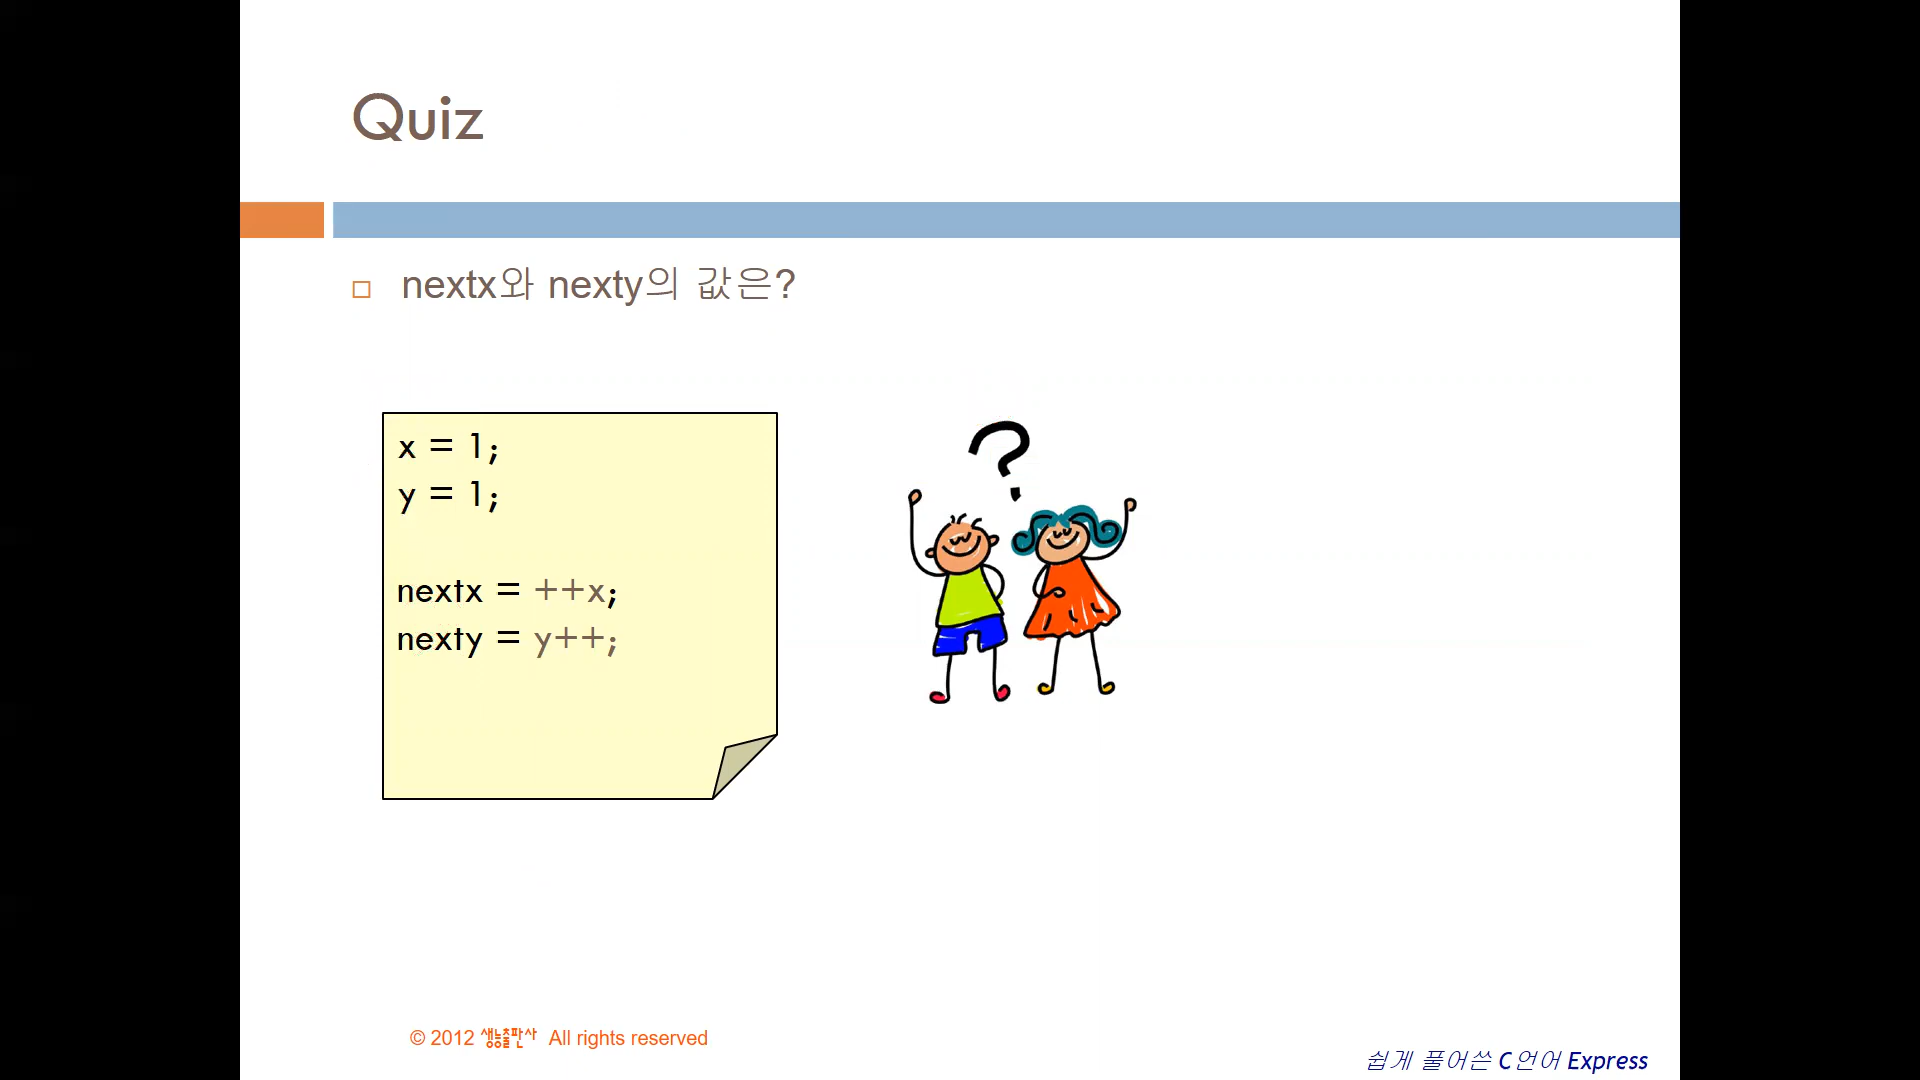 Quiz
nextx와 nexty의 값은?
x = 1;
y = 1;
nextx = ++x;
nexty = y++;
?
© 2012 생능출판사 All rights reserved
쉽게 풀어쓴 C언어 Express